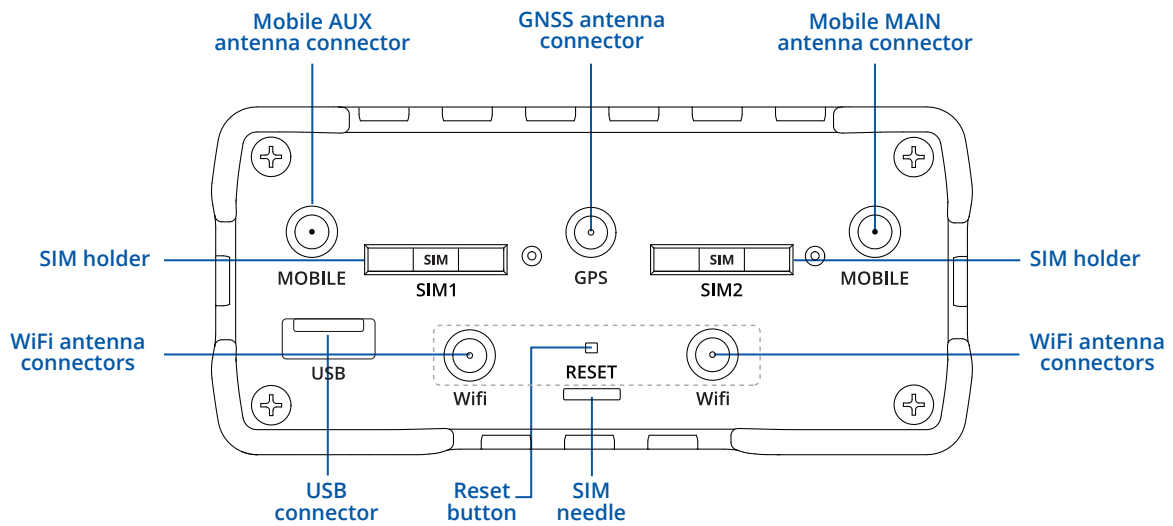 Mobile AUX
antenna connector
GNSS antenna
connector
Mobile MAIN
antenna connector
SIM holder
SIM
SIM
SIM holder
MOBILE
SIM1
GPS
SIM2
MOBILE
WiFi antenna
connectors
WiFi antenna
connectors
USB
RESET
Wifi
Wifi
USB
connector
Reset
button
SIM
needle